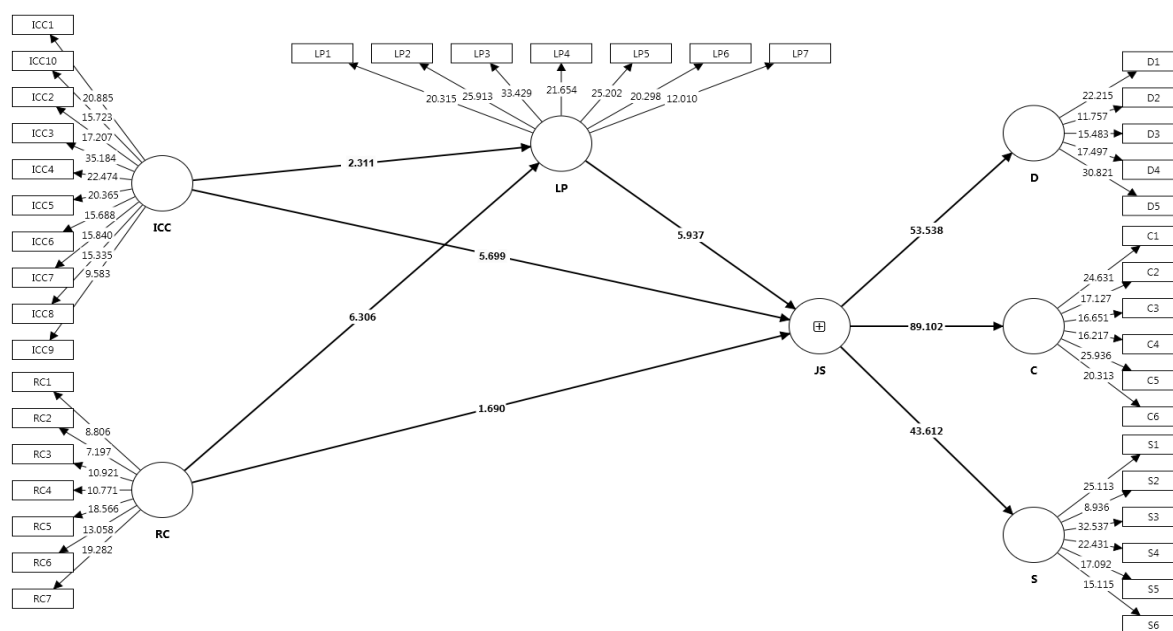 ICC1
ICC10
ICC2
ICC3
ICC4
ICC5
ICC6
ICC7
ICC8
ICC9
20.885
15.723
17.207
35.184
22.474
20.365
15.688
15.840
15.335
9.583
ICC
RC1
RC2
RC3
RC4
RC5
RC6
RC7
8.806
7.197
10.921
10.771
18.566
13.058
19.282
RC
LP1
LP2
LP3
LP4
LP5
LP6
LP7
20.315
25.913
33.429
21.654
25.202
20.298
12.010
LP
2.311
5.699
6.306
1.690
5.937
JS
53.538
89.102
43.612
D
D1
D2
D3
D4
D5
22.215
11.757
15.483
17.497
30.821
C
C1
C2
C3
C4
C5
C6
24.631
17.127
16.651
16.217
25.936
20.313
S
S1
S2
S3
S4
S5
S6
25.113
8.936
32.537
22.431
17.092
15.115